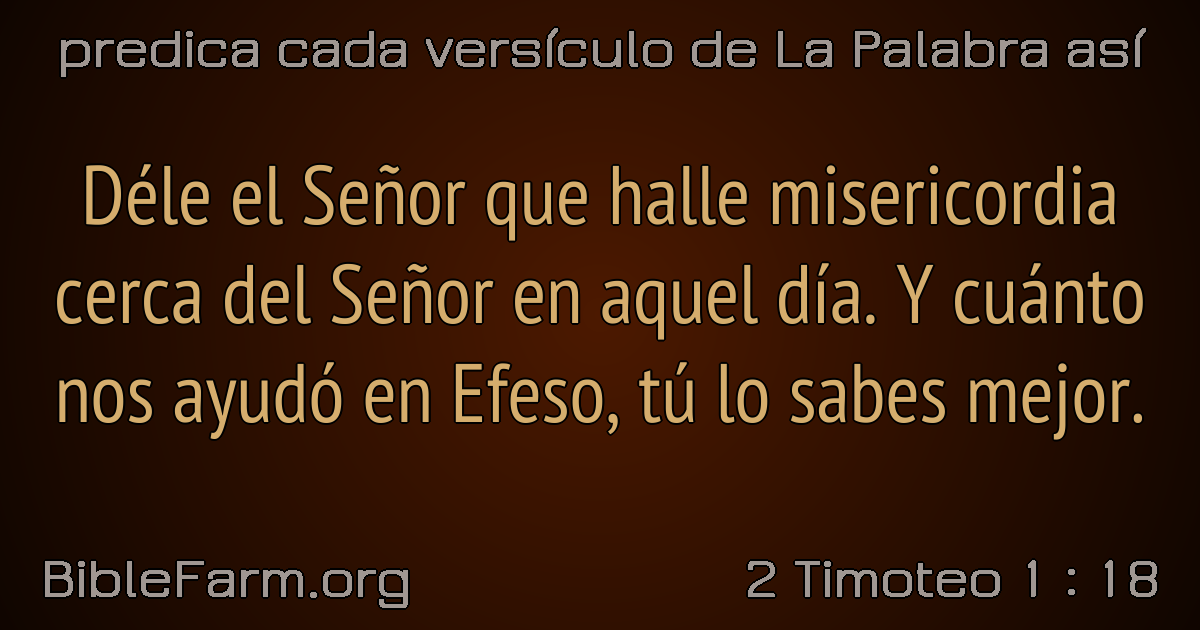 predica cada versículo de La Palabra así
Déle el Señor que halle misericordia
cerca del Señor en aquel día. Y cuánto
nos ayudó en Efeso, tú lo sabes mejor.
BibleFarm.org
2 Timoteo 1 : 18